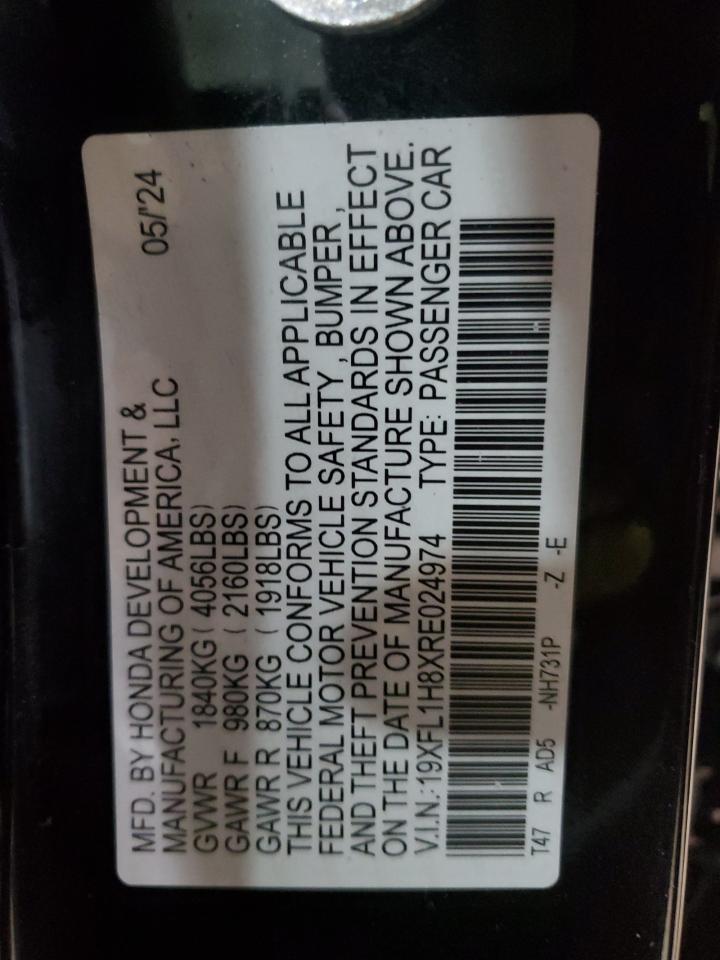 MFD. BY HONDA DEVELOPMENT & 05/'24
MANUFACTURING OF AMERICA, LLC
GVWR 1840KG ( 4056LBS)
GAWR F 980KG ( 2160LBS)
GAWR R 870KG ( 1918LBS)
THIS VEHICLE CONFORMS TO ALL APPLICABLE
FEDERAL MOTOR VEHICLE SAFETY , BUMPER ,
AND THEFT PREVENTION STANDARDS IN EFFECT
ON THE DATE OF MANUFACTURE SHOWN ABOVE.
V.I.N.:19XFL1H8XRE024974 TYPE: PASSENGER CAR
T47 R AD5 -NH731P -Z -E